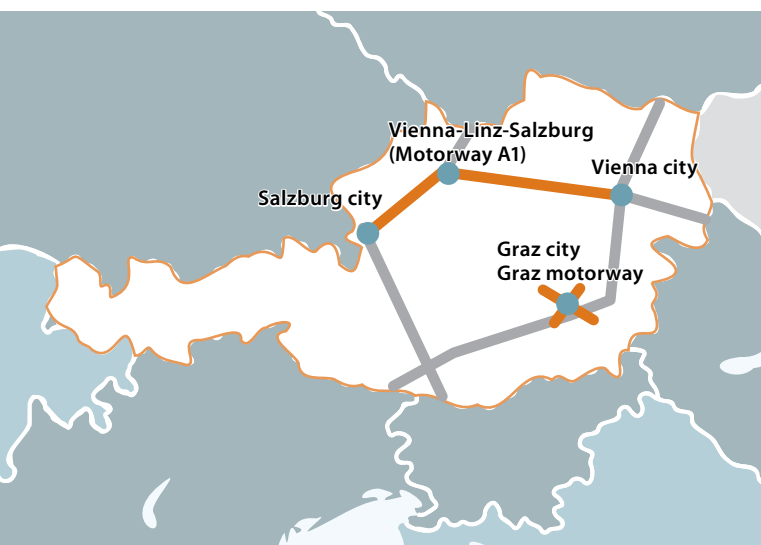 Vienna-Linz-Salzburg
(Motorway A1)
Vienna city
Salzburg city
Graz city
Graz motorway